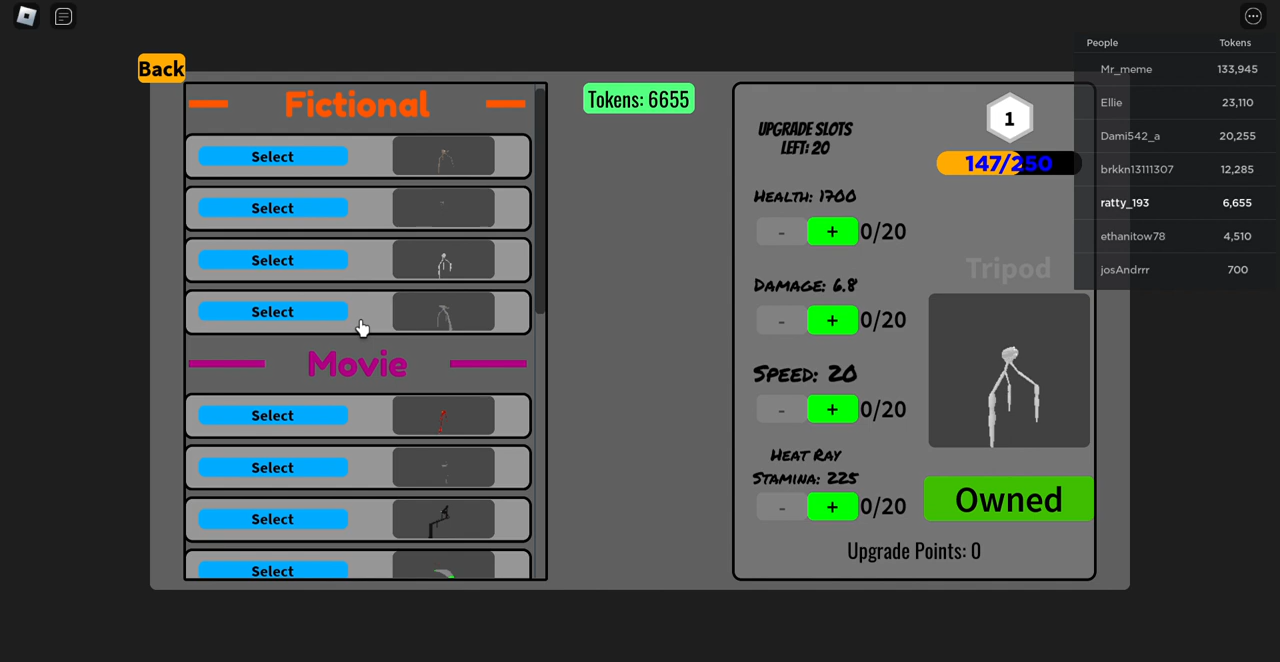 Back
Fictional
Select
Select
Select
Select
Movie
Select
Select
Select
Select
Tokens: 6655
UPGRADE SLOTS
LEFT: 20
1
147/250
HEALTH: 1700
- + 0/20
DAMAGE: 6.8
- + 0/20
SPEED: 20
- + 0/20
HEAT RAY
STAMINA: 225
- + 0/20
Tripod
Owned
Upgrade Points: 0
People Tokens
Mr_meme 133,945
Ellie 23,110
Dami542_a 20,255
brkkn13111307 12,285
ratty_193 6,655
ethanitow78 4,510
josAndrrr 700